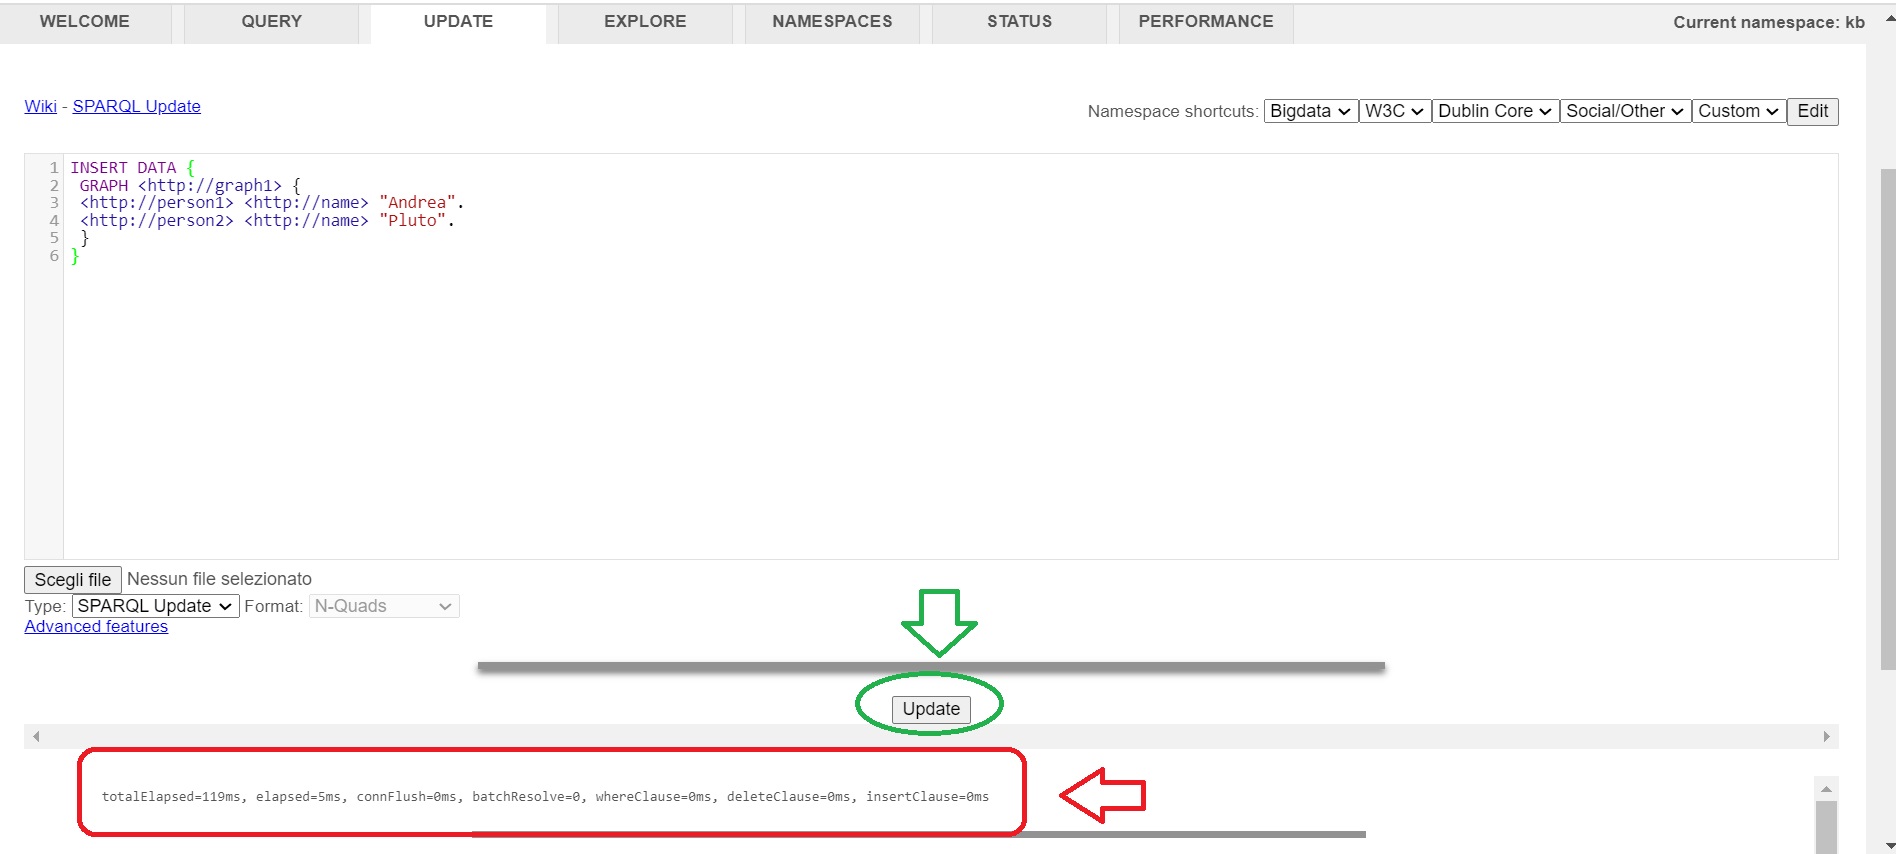 WELCOME QUERY UPDATE EXPLORE NAMESPACES STATUS PERFORMANCE Current namespace: kb
Wiki - SPARQL Update Namespace shortcuts: Bigdata W3C Dublin Core Social/Other Custom Edit
1 INSERT DATA {
2 GRAPH <http://graph1> {
3 <http://person1> <http://name> "Andrea".
4 <http://person2> <http://name> "Pluto".
5 }
6 }
Scegli file Nessun file selezionato
Type: SPARQL Update Format: N-Quads
Advanced features
Update
totalElapsed=119ms, elapsed=5ms, connFlush=0ms, batchResolve=0, whereClause=0ms, deleteClause=0ms, insertClause=0ms